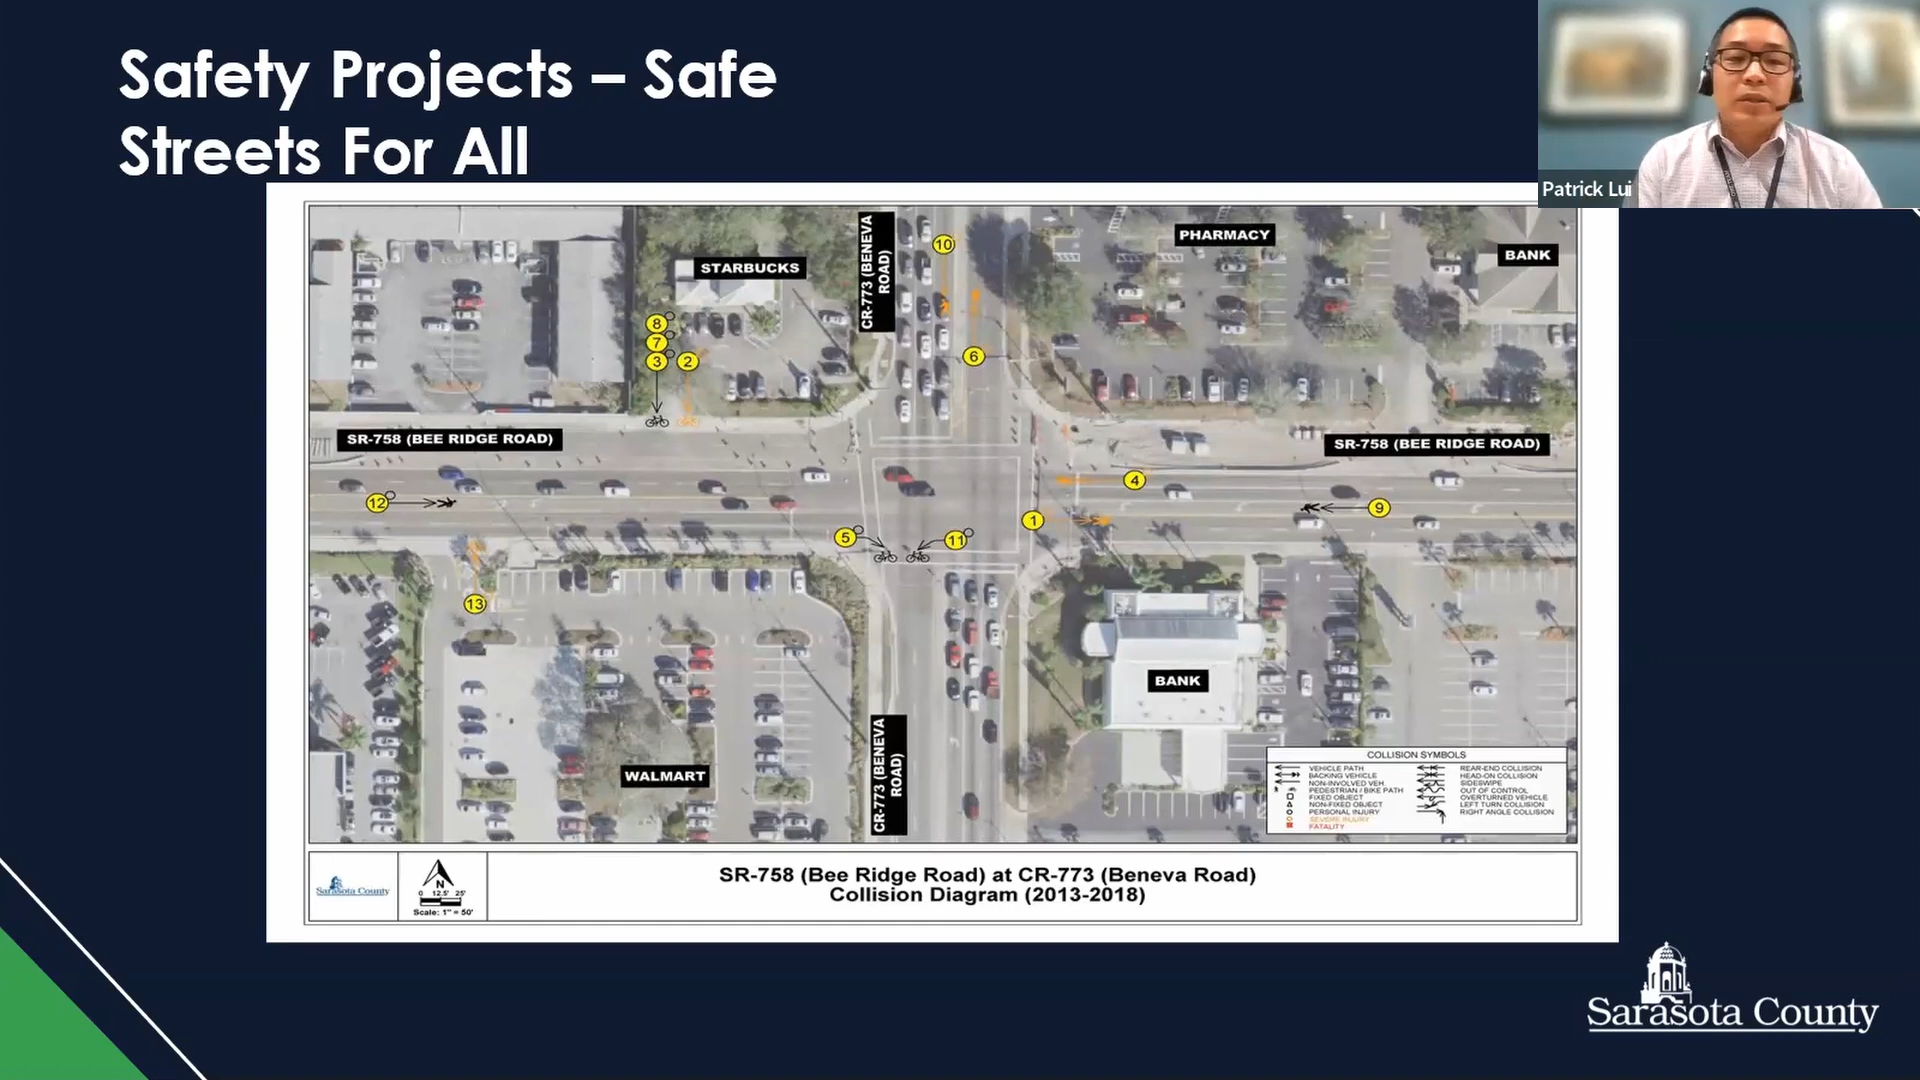 Safety Projects – Safe
Streets For All
Patrick Lui
CR-773 (BENEVA
ROAD)
10
PHARMACY
BANK
STARBUCKS
8
7
3
2
6
SR-758 (BEE RIDGE ROAD)
SR-758 (BEE RIDGE ROAD)
4
12
9
1
5
11
13
BANK
WALMART
CR-773 (BENEVA
ROAD)
COLLISION SYMBOLS
VEHICLE PATH
BACKING VEHICLE
NON-INVOLVED VEH.
PEDESTRIAN / BIKE PATH
FIXED OBJECT
NON-FIXED OBJECT
PERSONAL INJURY
SEVERE INJURY
FATALITY
REAR-END COLLISION
HEAD-ON COLLISION
SIDESWIPE
OUT OF CONTROL
OVERTURNED VEHICLE
LEFT TURN COLLISION
RIGHT ANGLE COLLISION
Sarasota County
N
0 12.5' 25'
Scale: 1" = 50'
SR-758 (Bee Ridge Road) at CR-773 (Beneva Road)
Collision Diagram (2013-2018)
Sarasota County